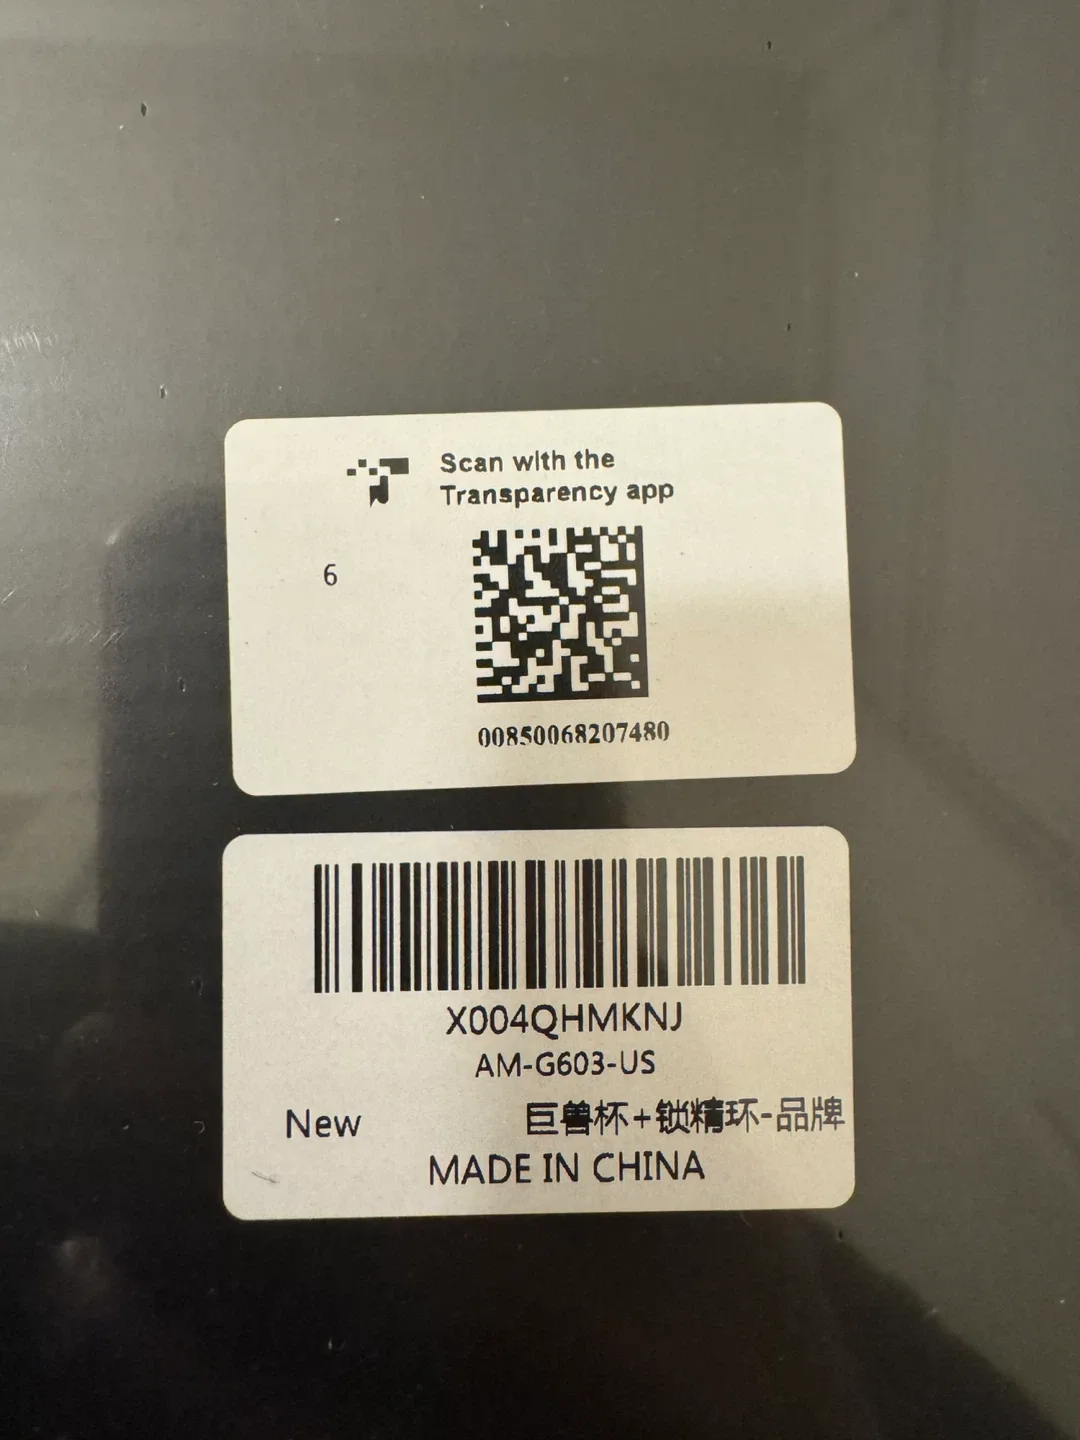 Scan with the
Transparency app
6
00850068207480
X004QHMKNJ
AM-G603-US
New 巨兽杯+锁精环-品牌
MADE IN CHINA